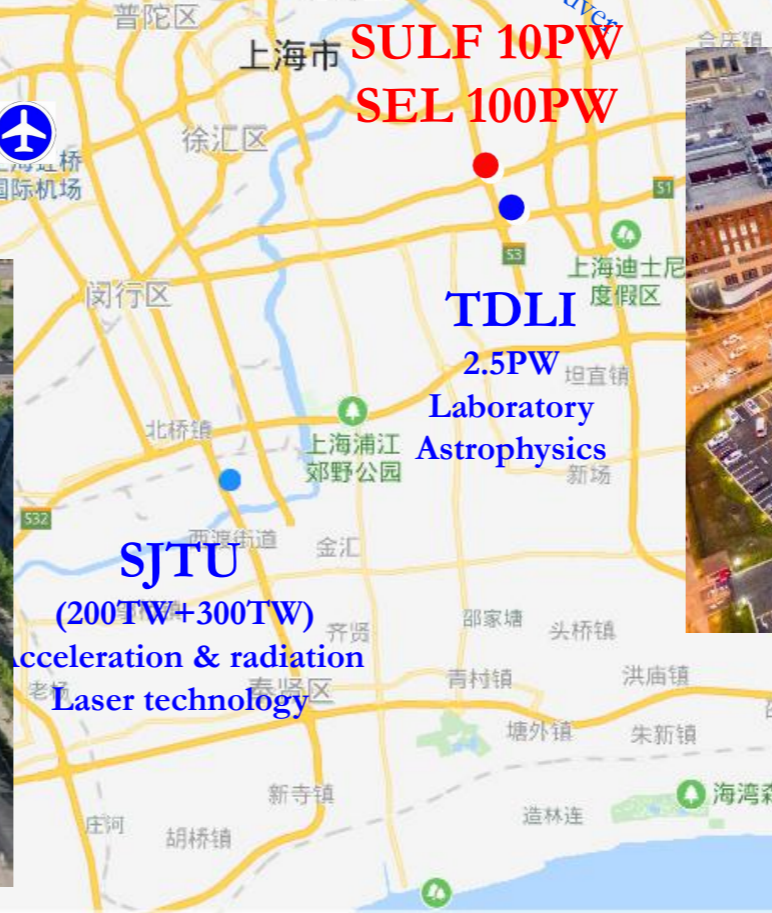 普陀区
上海市
SULF 10PW
SEL 100PW
徐汇区
国际机场
S1
S3
上海迪士尼
度假区
闵行区
TDLI
2.5PW
坦直镇
Laboratory
Astrophysics
北桥镇
上海浦江
郊野公园
新场
S32
西渡街道
金汇
SJTU
(200TW+300TW)
齐贤
邵家塘
头桥镇
cceleration & radiation
青村镇
洪庙镇
奉贤区
Laser technology
塘外镇
朱新镇
新寺镇
海湾森
庄河
胡桥镇
造林连